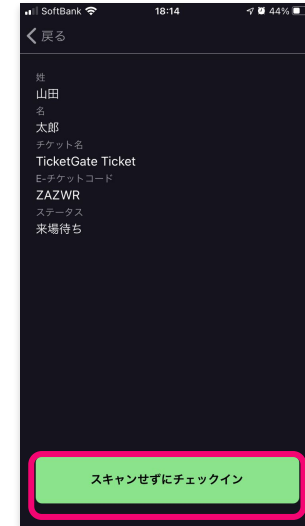 SoftBank 18:14 44%
戻る
姓
山田
名
太郎
チケット名
TicketGate Ticket
E-チケットコード
ZAZWR
ステータス
来場待ち
スキャンせずにチェックイン